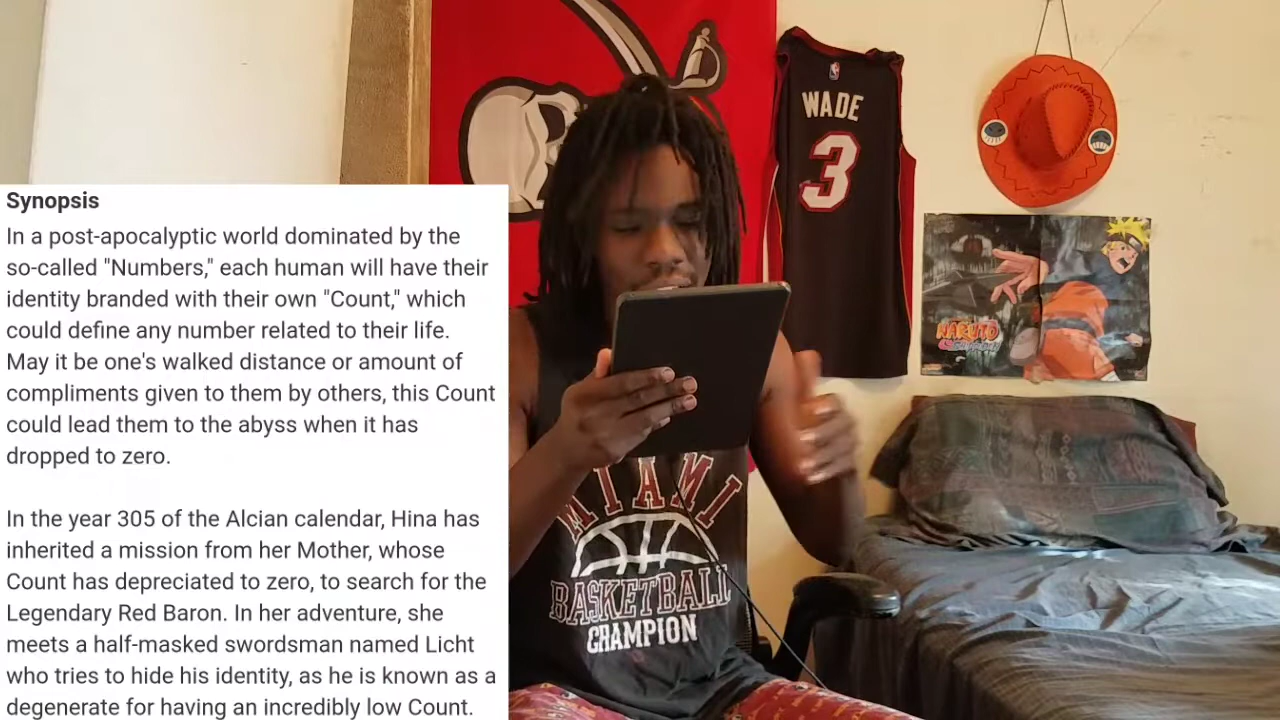 Synopsis
In a post-apocalyptic world dominated by the
so-called "Numbers," each human will have their
identity branded with their own "Count," which
could define any number related to their life.
May it be one's walked distance or amount of
compliments given to them by others, this Count
could lead them to the abyss when it has
dropped to zero.
In the year 305 of the Alcian calendar, Hina has
inherited a mission from her Mother, whose
Count has depreciated to zero, to search for the
Legendary Red Baron. In her adventure, she
meets a half-masked swordsman named Licht
who tries to hide his identity, as he is known as a
degenerate for having an incredibly low Count.
WADE
3
NARUTO
MIAMI
BASKETBALL
CHAMPION